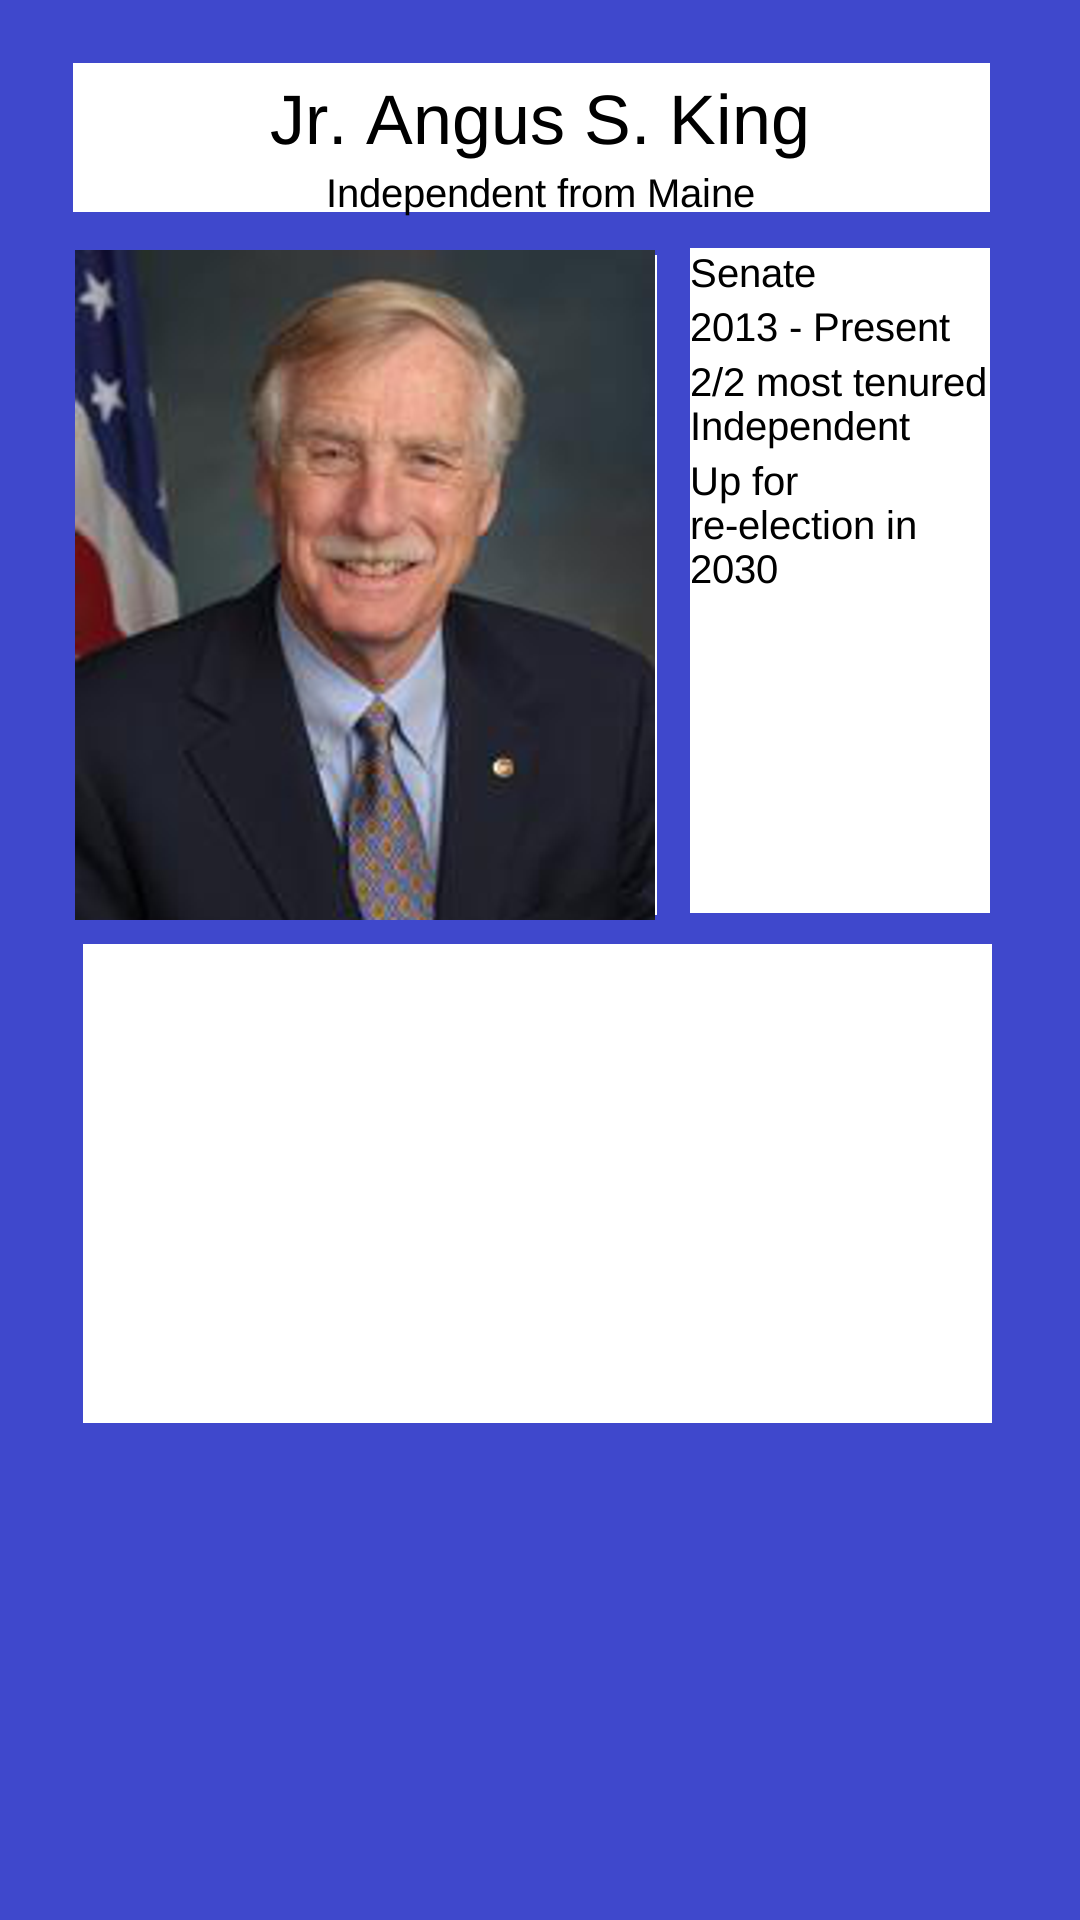 Jr. Angus S. King
Independent from Maine
Senate
2013 - Present
2/2 most tured
Independent
Up for
re-election in
2030